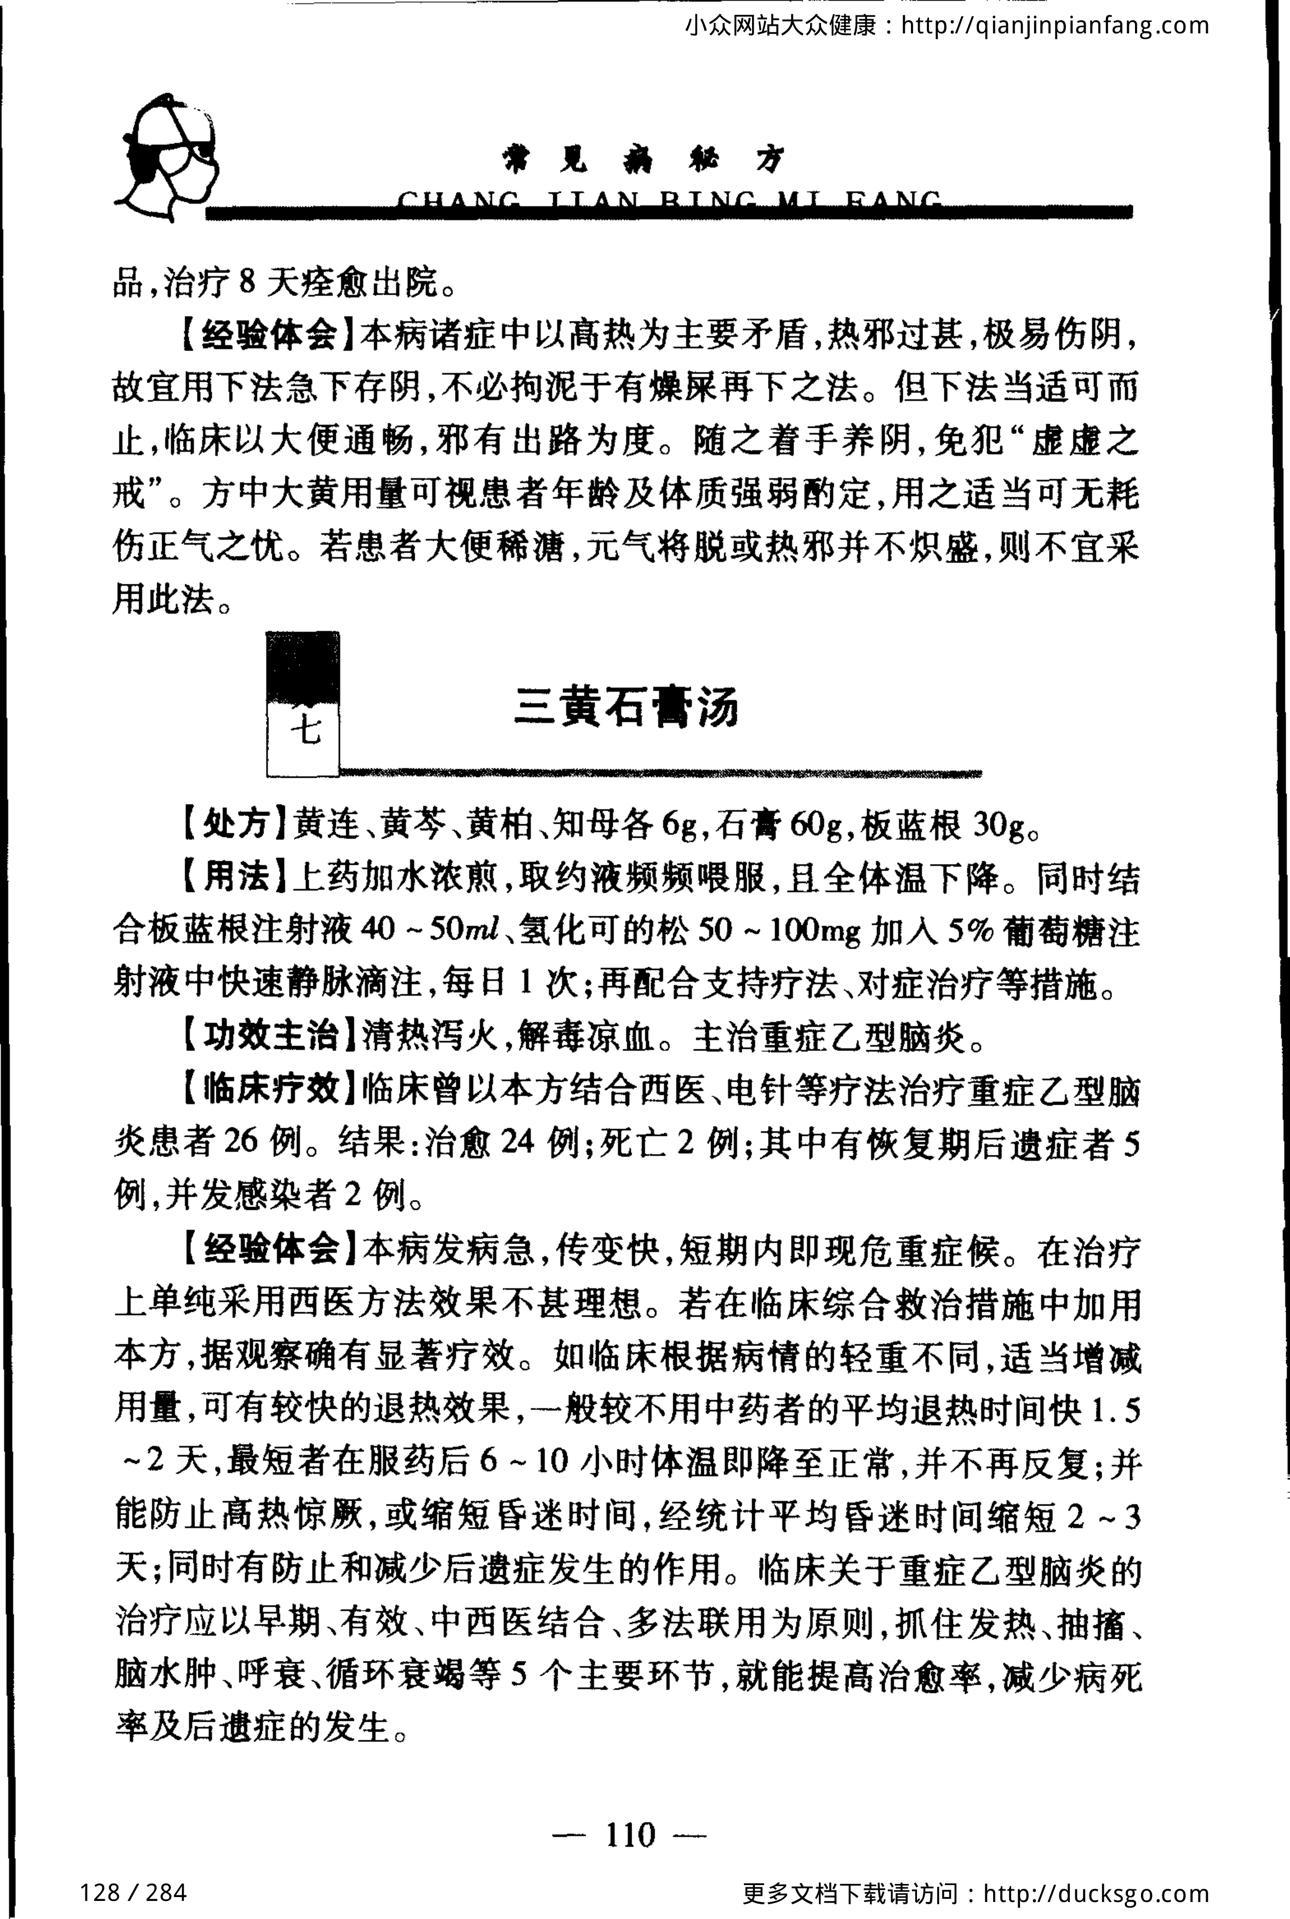 小众网站大众健康：http://qianjinpianfang.com
常见病秘方
CHANG JIAN BING MI FANG
品，治疗8天痊愈出院。
【经验体会】本病诸症中以高热为主要矛盾，热邪过甚，极易伤阴，
故宜用下法急下存阴，不必拘泥于有燥屎再下之法。但下法当适可而
止，临床以大便通畅，邪有出路为度。随之着手养阴，免犯“虚虚之
戒”。方中大黄用量可视患者年龄及体质强弱酌定，用之适当可无耗
伤正气之忧。若患者大便稀溏，元气将脱或热邪并不炽盛，则不宜采
用此法。
七
三黄石膏汤
【处方】黄连、黄芩、黄柏、知母各6g，石膏60g，板蓝根30g。
【用法】上药加水浓煎，取约液频频喂服，且全体温下降。同时结
合板蓝根注射液40~50ml、氢化可的松50~100mg加入5%葡萄糖注
射液中快速静脉滴注，每日1次；再配合支持疗法、对症治疗等措施。
【功效主治】清热泻火，解毒凉血。主治重症乙型脑炎。
【临床疗效】临床曾以本方结合西医、电针等疗法治疗重症乙型脑
炎患者26例。结果：治愈24例；死亡2例；其中有恢复期后遗症者5
例，并发感染者2例。
【经验体会】本病发病急，传变快，短期内即现危重症候。在治疗
上单纯采用西医方法效果不甚理想。若在临床综合救治措施中加用
本方，据观察确有显著疗效。如临床根据病情的轻重不同，适当增减
用量，可有较快的退热效果，一般较不用中药者的平均退热时间快1.5
~2天，最短者在服药后6~10小时体温即降至正常，并不再反复；并
能防止高热惊厥，或缩短昏迷时间，经统计平均昏迷时间缩短2~3
天；同时有防止和减少后遗症发生的作用。临床关于重症乙型脑炎的
治疗应以早期、有效、中西医结合、多法联用为原则，抓住发热、抽搐、
脑水肿、呼衰、循环衰竭等5个主要环节，就能提高治愈率，减少病死
率及后遗症的发生。
— 110 —
128 / 284
更多文档下载请访问：http://ducksgo.com